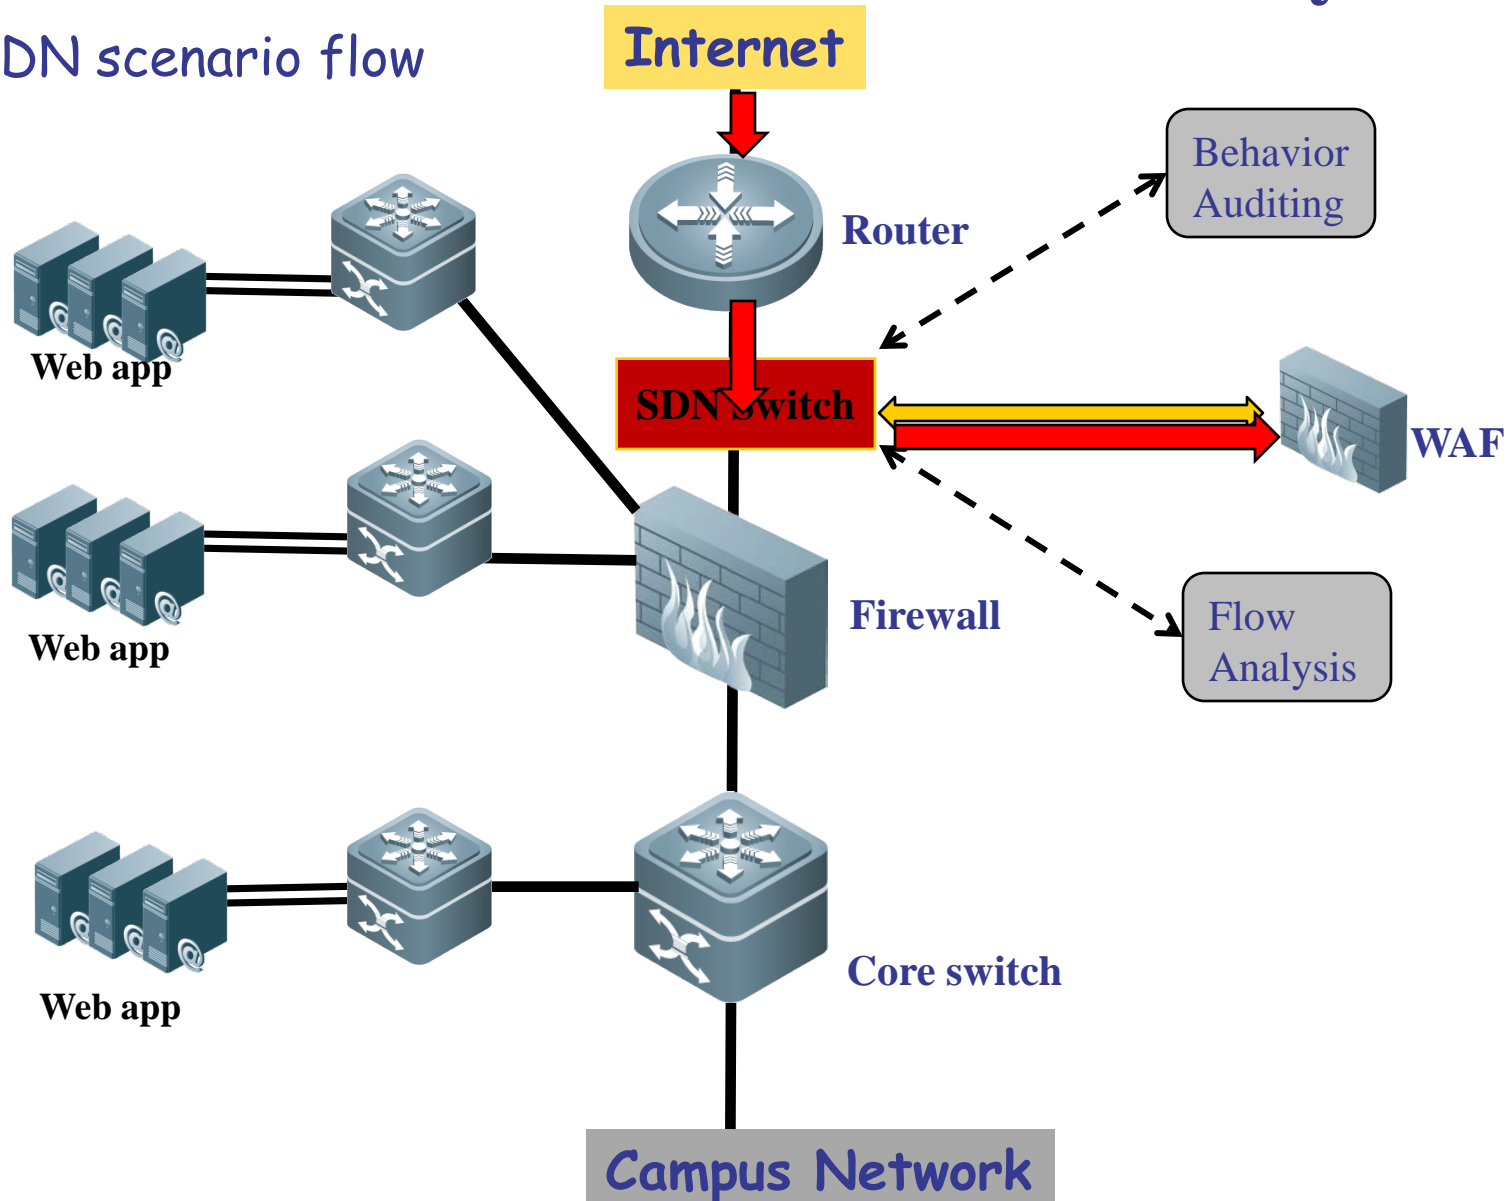 DN scenario flow
Internet
Behavior
Auditing
Router
Web app
SDN Switch
WAF
Web app
Firewall
Flow
Analysis
Web app
Core switch
Campus Network